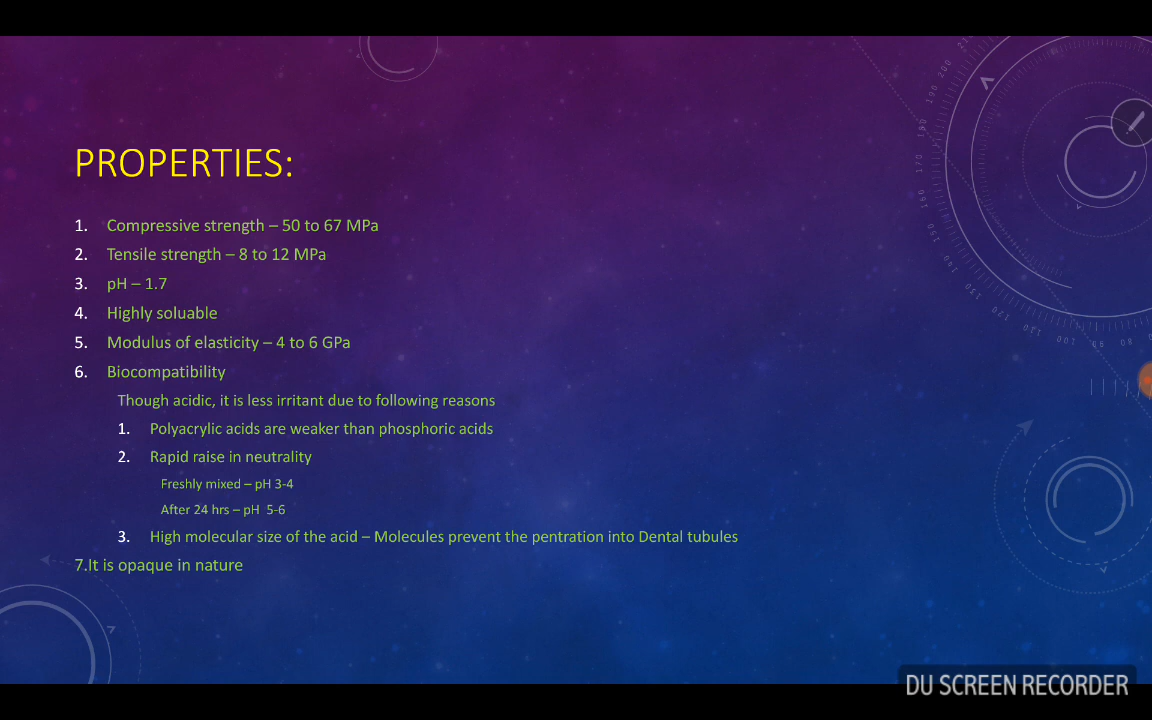 PROPERTIES:
1. Compressive strength – 50 to 67 MPa
2. Tensile strength – 8 to 12 MPa
3. pH – 1.7
4. Highly soluable
5. Modulus of elasticity – 4 to 6 GPa
6. Biocompatibility
Though acidic, it is less irritant due to following reasons
1. Polyacrylic acids are weaker than phosphoric acids
2. Rapid raise in neutrality
Freshly mixed – pH 3-4
After 24 hrs – pH 5-6
3. High molecular size of the acid – Molecules prevent the pentration into Dental tubules
7.It is opaque in nature
DU SCREEN RECORDER